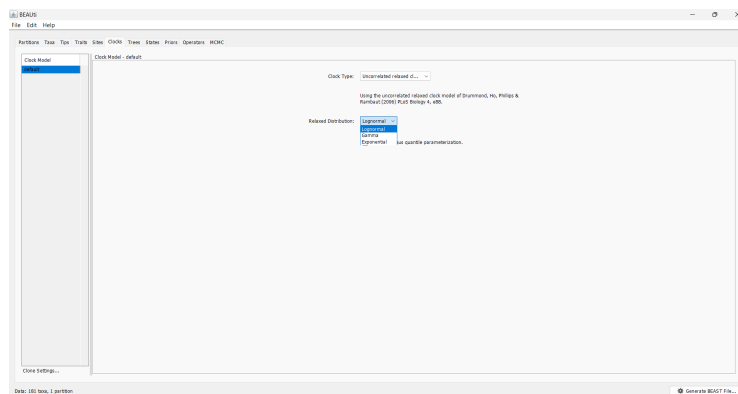 BEAUti
File Edit Help
Partitions Taxa Tips Traits Sites Clocks Trees States Priors Operators MCMC
Clock Model
default
Clock Model - default
Clock Type: Uncorrelated relaxed cl...
Using the uncorrelated relaxed clock model of Drummond, Ho, Phillips &
Rambaut (2006) PLoS Biology 4, e88.
Relaxed Distribution: Lognormal
Lognormal
Gamma
Exponential
us quantile parameterization.
Clone Settings...
Data: 181 taxa, 1 partition
Generate BEAST File...